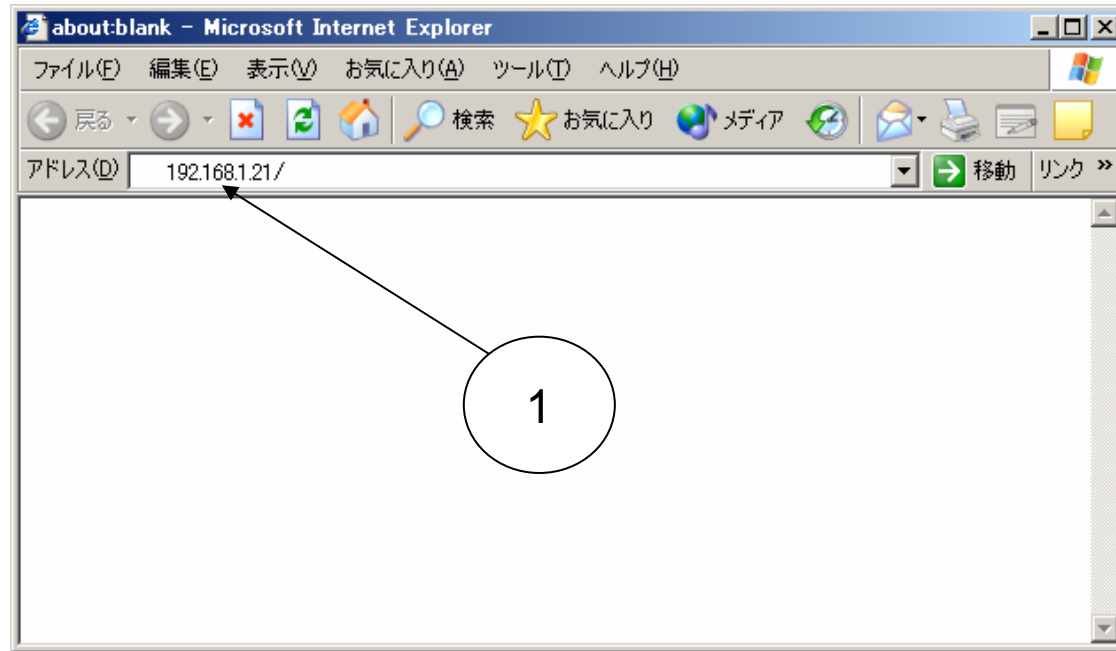 about:blank - Microsoft Internet Explorer
ファイル(F) 編集(E) 表示(V) お気に入り(A) ツール(T) ヘルプ(H)
戻る 検索 お気に入り メディア
アドレス(D) 192.168.1.21/ 移動 リンク »
1